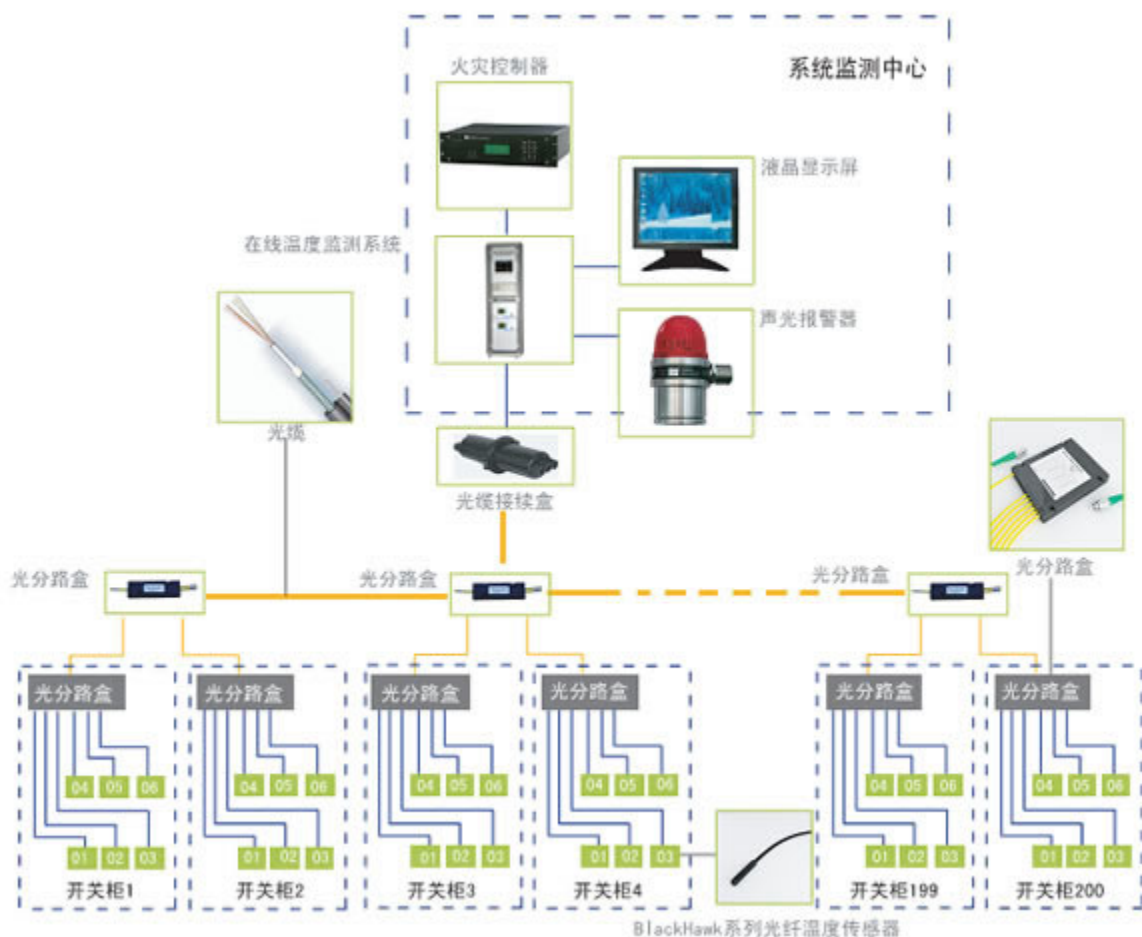 火灾控制器
系统监测中心
液晶显示屏
在线温度监测系统
声光报警器
光缆
光缆接续盒
光分路盒
光分路盒
光分路盒
光分路盒
光分路盒
光分路盒
光分路盒
光分路盒
光分路盒
光分路盒
04 05 06
04 05 06
04 05 06
04 05 06
04 05 06
04 05 06
01 02 03
01 02 03
01 02 03
01 02 03
01 02 03
01 02 03
开关柜1
开关柜2
开关柜3
开关柜4
开关柜199
开关柜200
BlackHawk系列光纤温度传感器